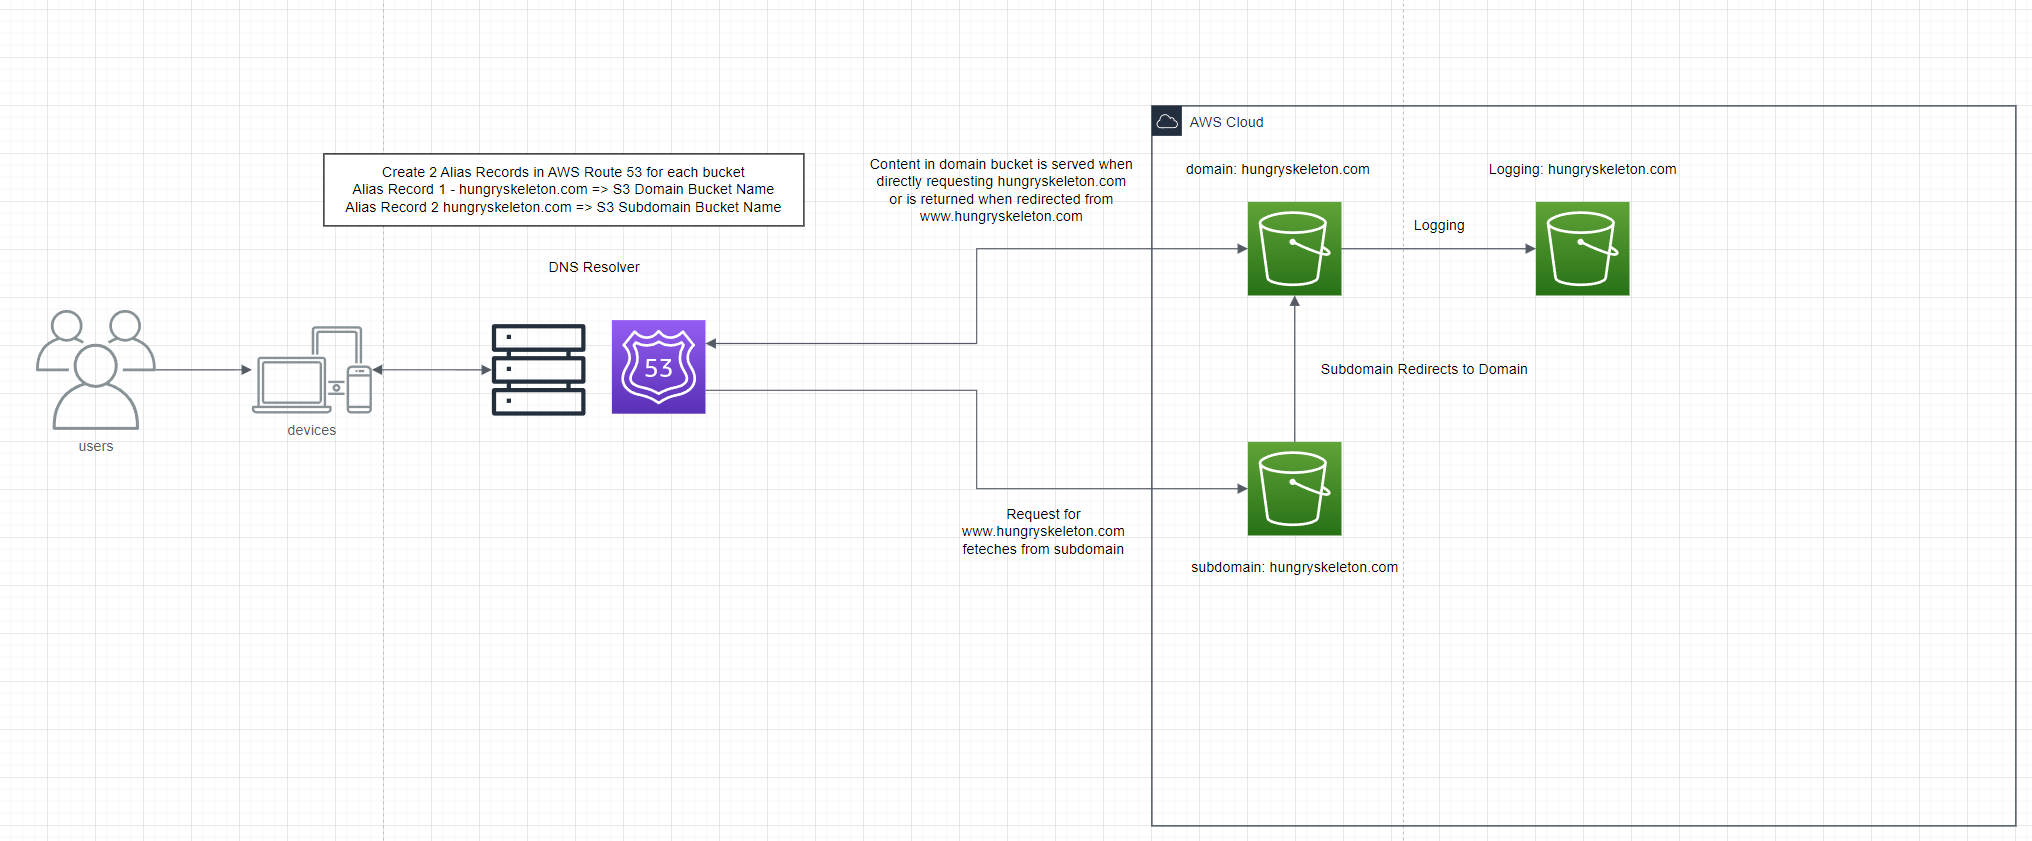 AWS Cloud
Create 2 Alias Records in AWS Route 53 for each bucket
Alias Record 1 - hungryskeleton.com => S3 Domain Bucket Name
Alias Record 2 hungryskeleton.com => S3 Subdomain Bucket Name
Content in domain bucket is served when
directly requesting hungryskeleton.com
or is returned when redirected from
www.hungryskeleton.com
domain: hungryskeleton.com
Logging: hungryskeleton.com
Logging
DNS Resolver
53
users
devices
Subdomain Redirects to Domain
Request for
www.hungryskeleton.com
feteches from subdomain
subdomain: hungryskeleton.com